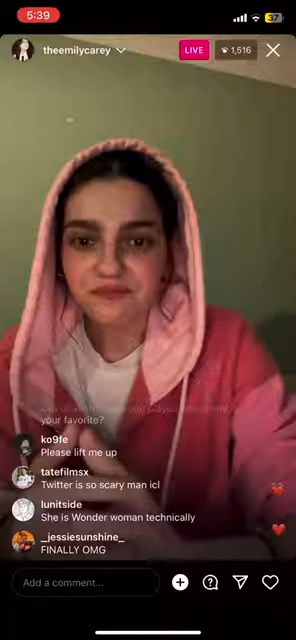 5:39
37
theemilycarey
LIVE
1,516
your favorite?
ko9fe
Please lift me up
tatefilmsx
Twitter is so scary man icl
lunitside
She is Wonder woman technically
_jessiesunshine_
FINALLY OMG
Add a comment...